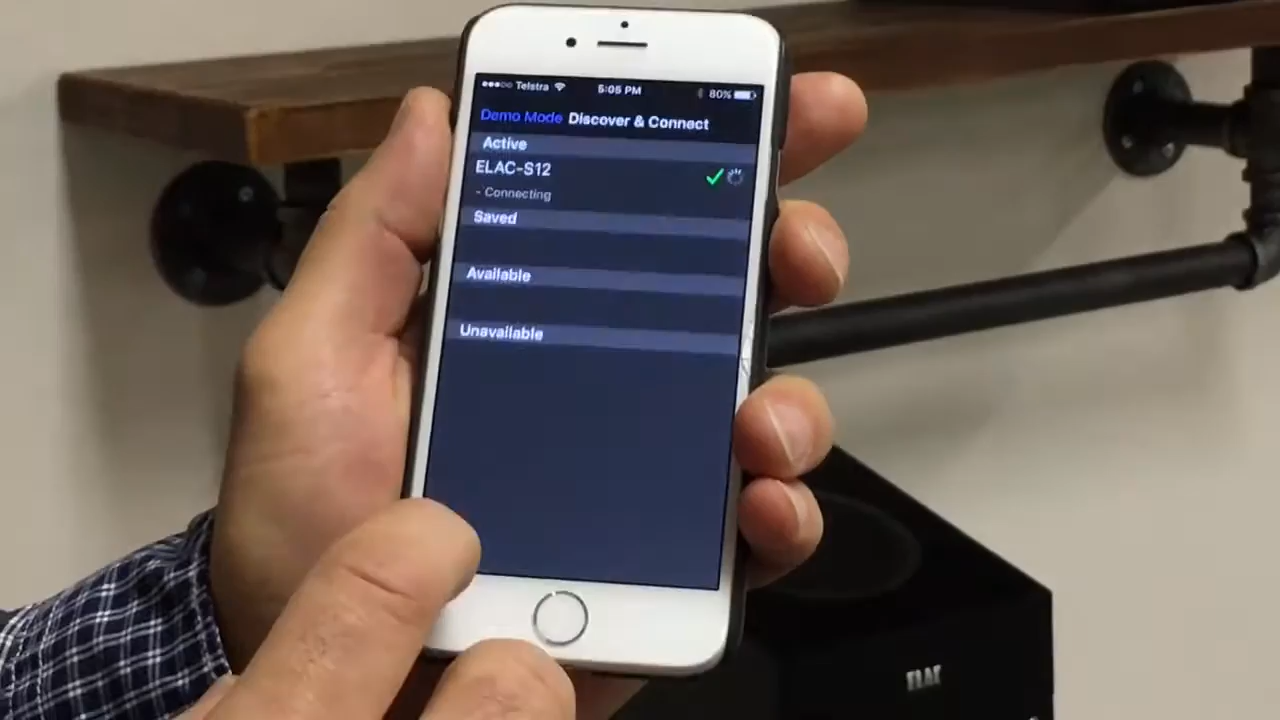 Telstra 5:05 PM 80%
Demo Mode Discover & Connect
Active
ELAC-S12
- Connecting
Saved
Available
Unavailable
ELAC